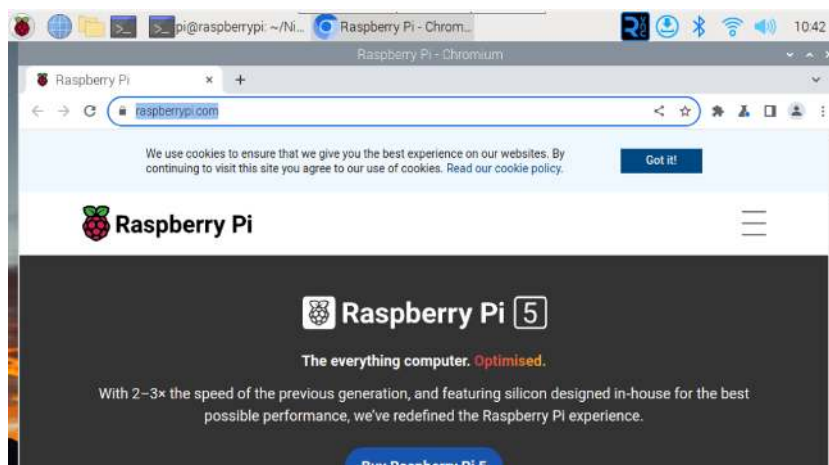 pi@raspberrypi: ~/Ni... Raspberry Pi - Chrom... 10:42
Raspberry Pi - Chromium
Raspberry Pi
raspberrypi.com
We use cookies to ensure that we give you the best experience on our websites. By
continuing to visit this site you agree to our use of cookies. Read our cookie policy.
Got it!
Raspberry Pi
Raspberry Pi 5
The everything computer. Optimised.
With 2–3× the speed of the previous generation, and featuring silicon designed in-house for the best
possible performance, we've redefined the Raspberry Pi experience.
Buy Raspberry Pi 5